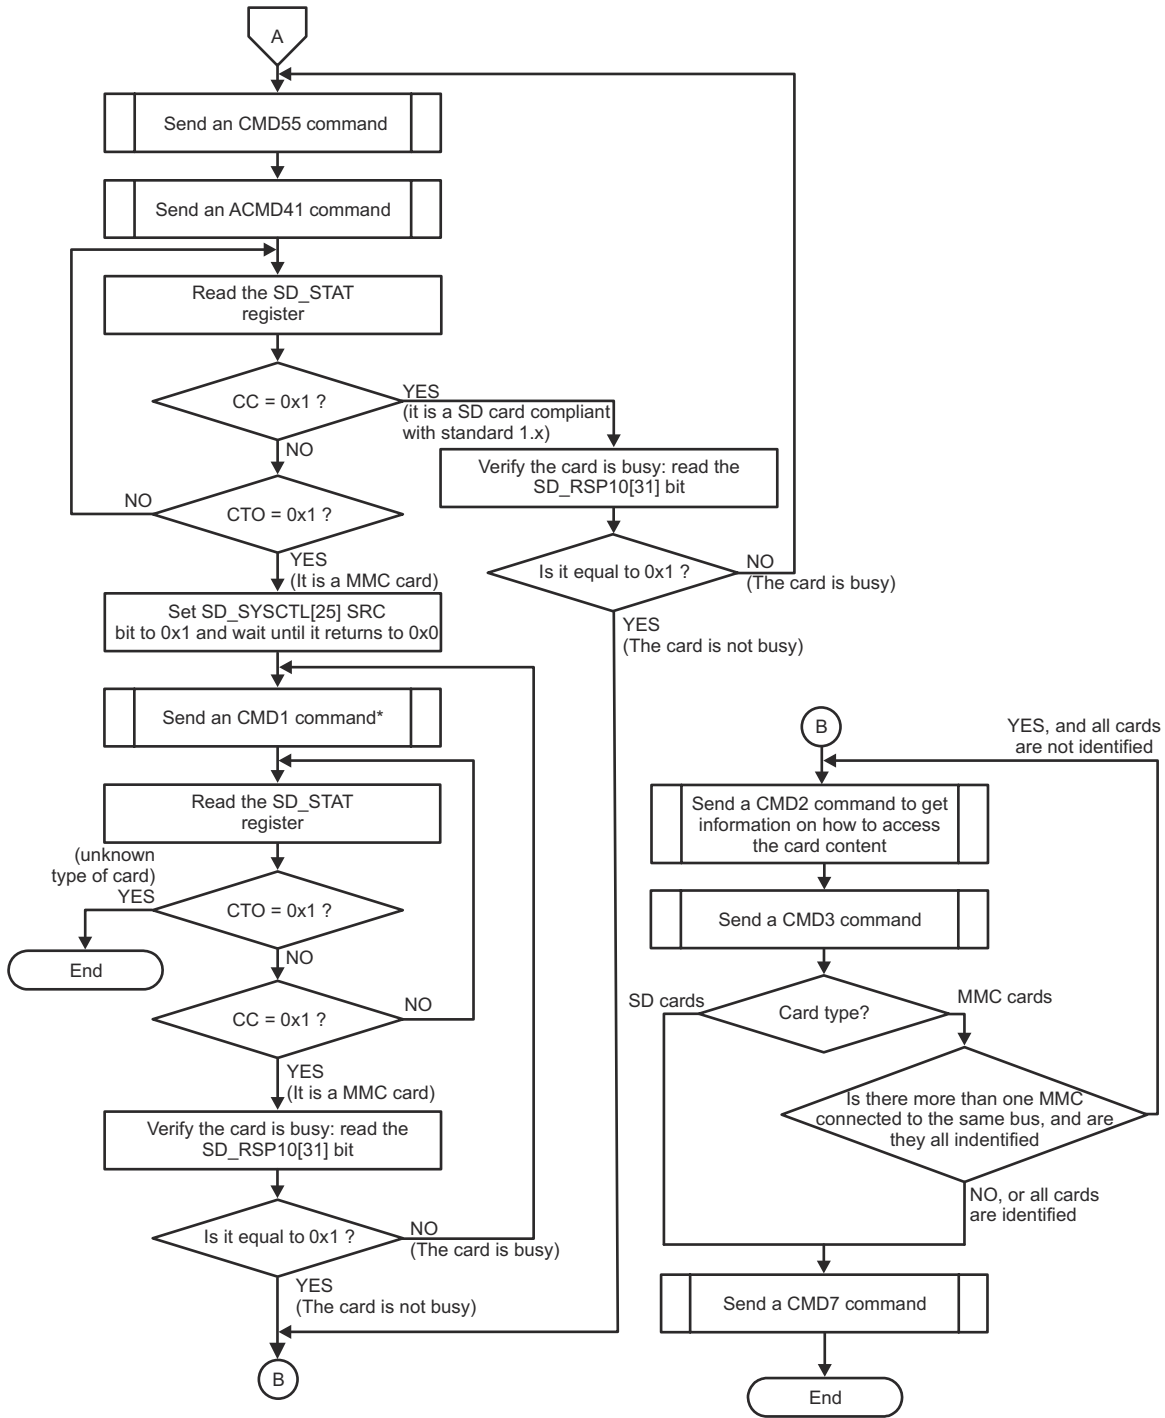 A
Send an CMD55 command
Send an ACMD41 command
Read the SD_STAT
register
CC = 0x1 ?
YES
(it is a SD card compliant
with standard 1.x)
NO
Verify the card is busy: read the
SD_RSP10[31] bit
NO
CTO = 0x1 ?
Is it equal to 0x1 ?
NO
(The card is busy)
YES
(It is a MMC card)
Set SD_SYSCTL[25] SRC
bit to 0x1 and wait until it returns to 0x0
YES
(The card is not busy)
Send an CMD1 command*
Read the SD_STAT
register
(unknown
type of card)
YES
CTO = 0x1 ?
End
NO
CC = 0x1 ?
NO
YES
(It is a MMC card)
Verify the card is busy: read the
SD_RSP10[31] bit
Is it equal to 0x1 ?
NO
(The card is busy)
YES
(The card is not busy)
B
B
YES, and all cards
are not identified
Send a CMD2 command to get
information on how to access
the card content
Send a CMD3 command
SD cards
Card type?
MMC cards
Is there more than one MMC
connected to the same bus, and are
they all indentified
NO, or all cards
are identified
Send a CMD7 command
End